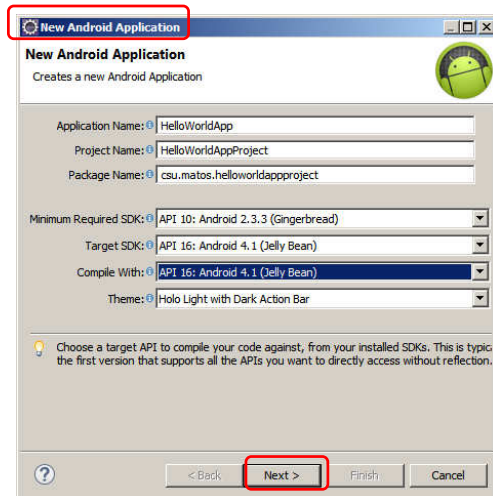 New Android Application
New Android Application
Creates a new Android Application
Application Name: HelloWorldApp
Project Name: HelloWorldAppProject
Package Name: csu.matos.helloworldappproject
Minimum Required SDK: API 10: Android 2.3.3 (Gingerbread)
Target SDK: API 16: Android 4.1 (Jelly Bean)
Compile With: API 16: Android 4.1 (Jelly Bean)
Theme: Holo Light with Dark Action Bar
Choose a target API to compile your code against, from your installed SDKs. This is typic
the first version that supports all the APIs you want to directly access without reflection.
? < Back Next > Finish Cancel